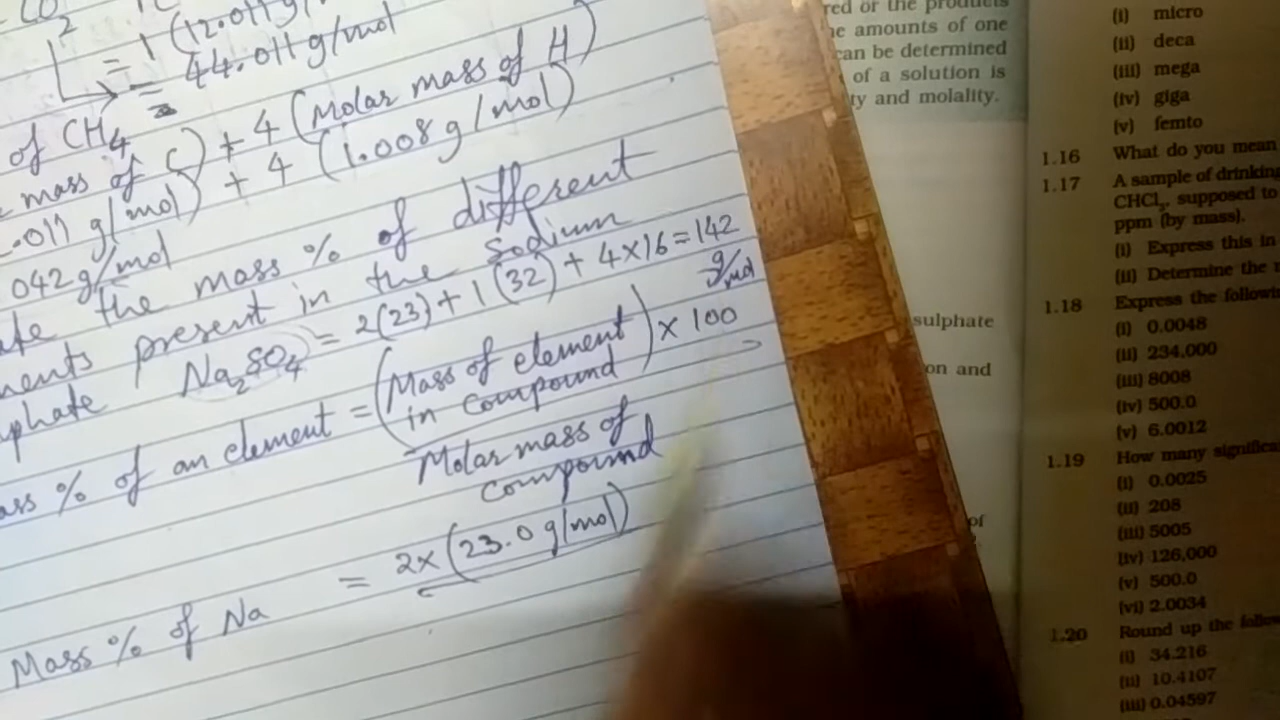 = 1 (12.011 g/
= 44.011 g/mol
of CH4
mass of C) + 4 (Molar mass of H)
.011 g/mol) + 4 (1.008 g/mol)
042 g/mol
the mass % of different
ments present in the sodium
phate Na2SO4 = 2(23) + 1(32) + 4×16 = 142 g/mol
ass % of an element = (Mass of element in compound) × 100
Molar mass of compound
Mass % of Na = 2× (23.0 g/mol)
red or the products
e amounts of one
can be determined
of a solution is
ty and molality.
sulphate
on and
of
(i) micro
(ii) deca
(iii) mega
(iv) giga
(v) femto
1.16 What do you mean
1.17 A sample of drinking
CHCl3, supposed to
ppm (by mass).
(i) Express this in
(ii) Determine the
1.18 Express the followi
(i) 0.0048
(ii) 234,000
(iii) 8008
(iv) 500.0
(v) 6.0012
1.19 How many significa
(i) 0.0025
(ii) 208
(iii) 5005
(iv) 126,000
(v) 500.0
(vi) 2.0034
1.20 Round up the follow
(i) 34.216
(ii) 10.4107
(iii) 0.04597